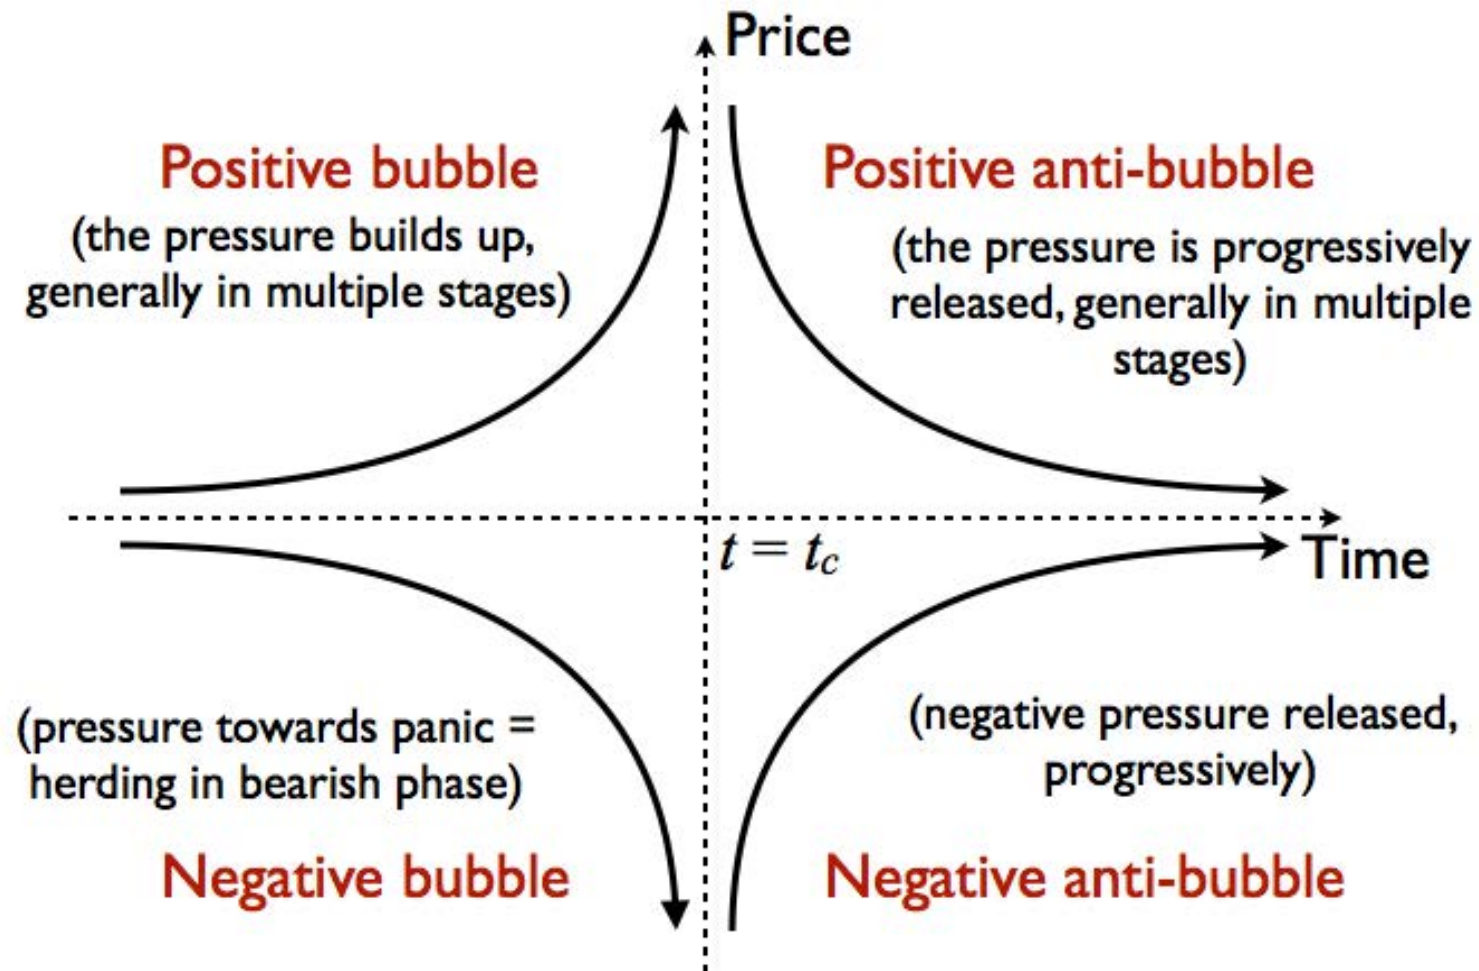 Price
Positive bubble
(the pressure builds up,
generally in multiple stages)
Positive anti-bubble
(the pressure is progressively
released, generally in multiple
stages)
t = tc
Time
(pressure towards panic =
herding in bearish phase)
Negative bubble
(negative pressure released,
progressively)
Negative anti-bubble